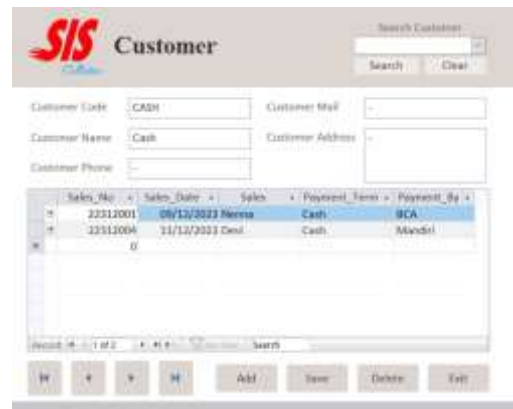 SIS
Customer
Search Customer
Search Clear
Customer Code CASH
Customer Mail -
Customer Name Cash
Customer Address -
Customer Phone -
Sales_No Sales_Date Sales Payment_Term Payment_By
22312001 09/12/2023 Cash BCA
22312004 11/12/2023 Devi Cash Mandiri
0
Record: 1 of 2 Search
Add Save Delete Exit